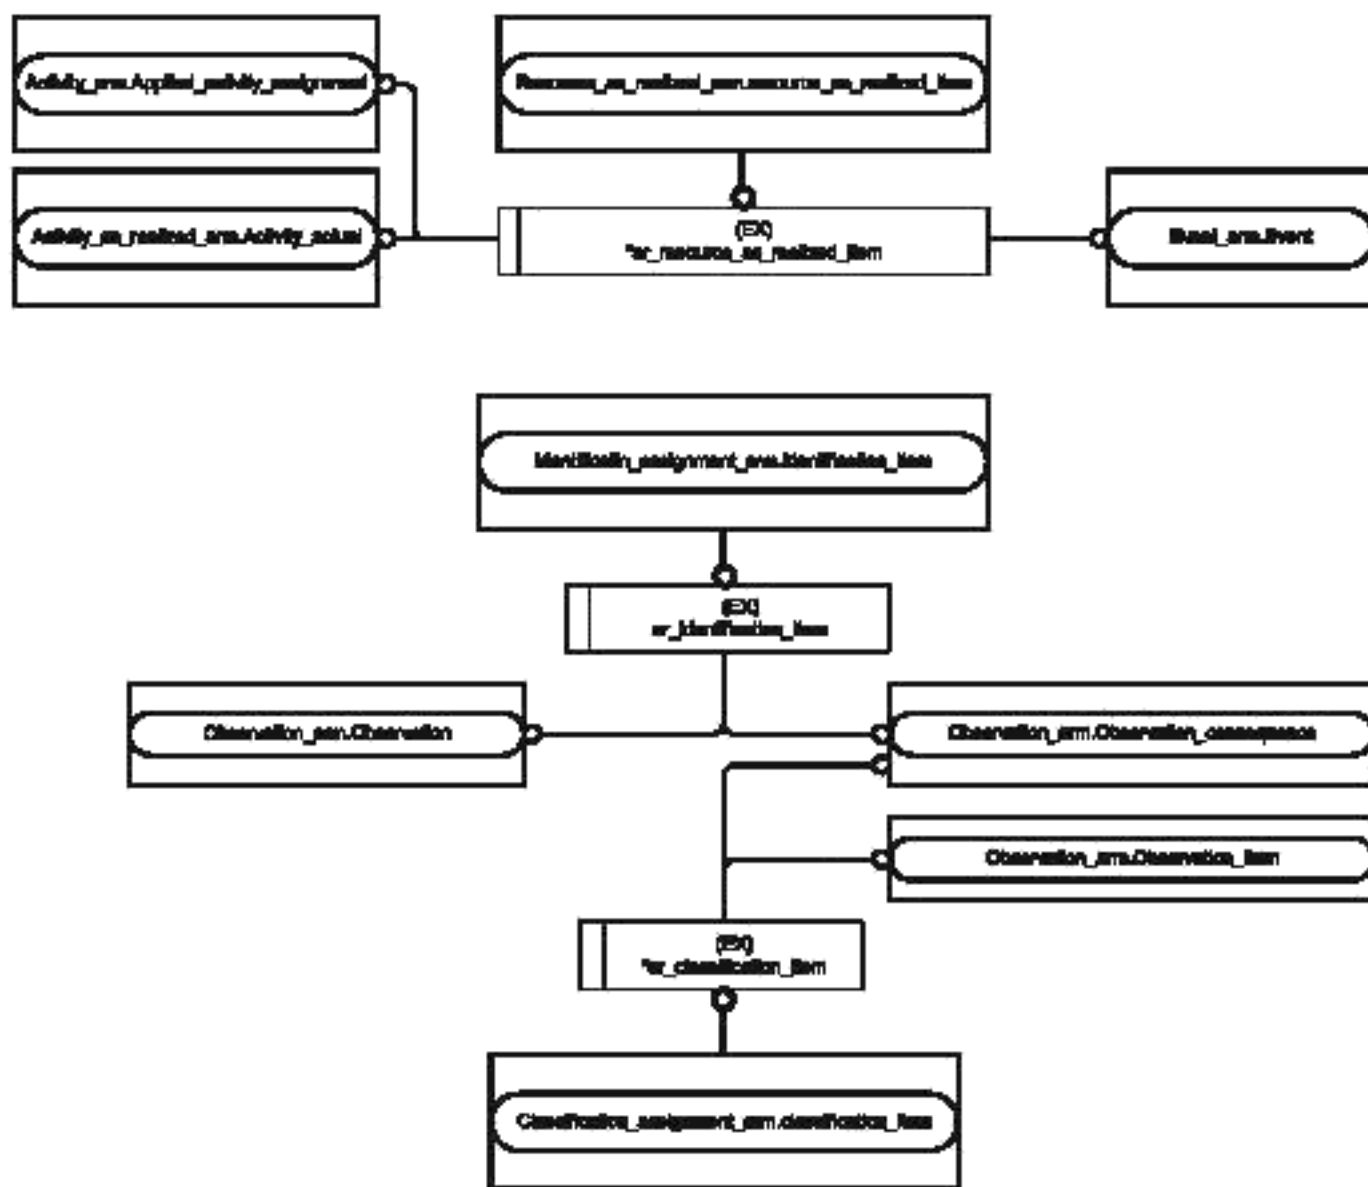 Activity_arm.Applied_activity_assignment
Resource_as_realized_arm.resource_as_realized_item
Activity_as_realized_arm.Activity_actual
(EX)
*ar_resource_as_realized_item
Event_arm.Event
Identificatin_assignment_arm.identification_item
(EX)
ar_identification_item
Observation_arm.Observation
Observation_arm.Observation_consequence
Observation_arm.Observation_item
(EX)
*ar_classification_item
Classification_assignment_arm.classification_item